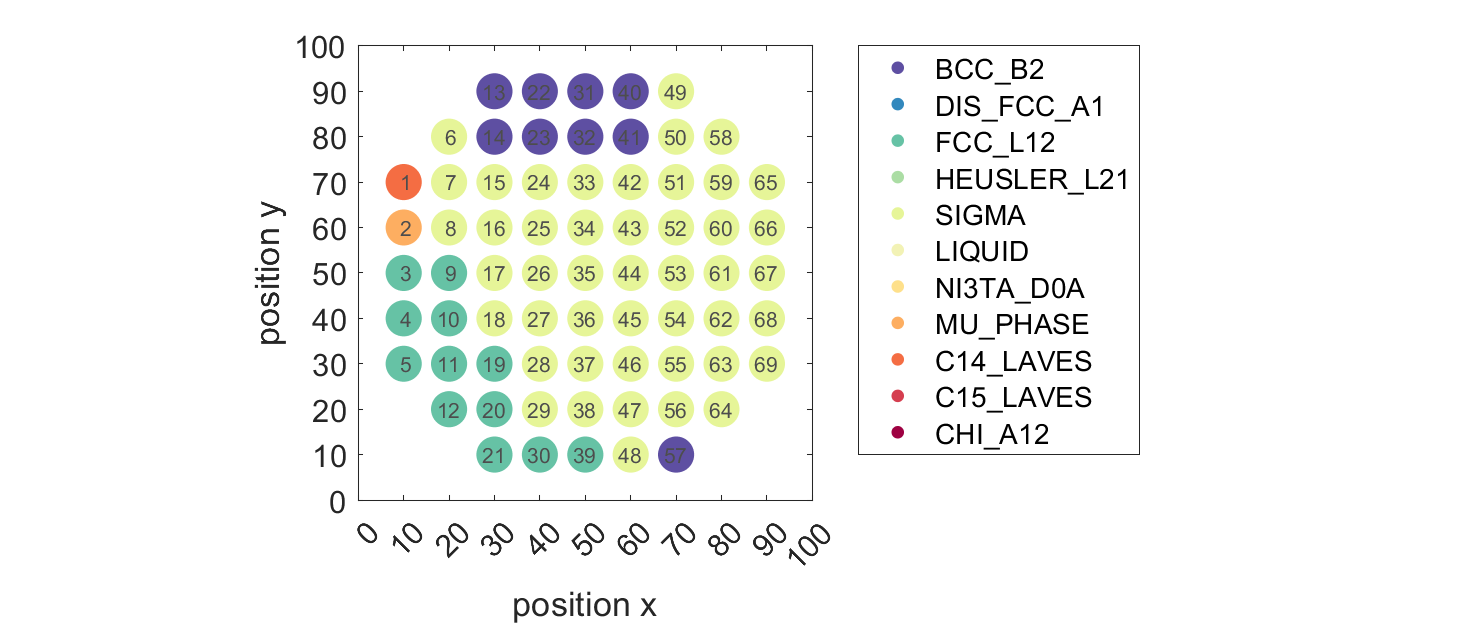 100
90
80
70
60
50
40
30
20
10
0
position y
13 22 31 40 49
6 14 23 32 41 50 58
1 7 15 24 33 42 51 59 65
2 8 16 25 34 43 52 60 66
3 9 17 26 35 44 53 61 67
4 10 18 27 36 45 54 62 68
5 11 19 28 37 46 55 63 69
12 20 29 38 47 56 64
21 30 39 48 57
0 10 20 30 40 50 60 70 80 90 100
position x
BCC_B2
DIS_FCC_A1
FCC_L12
HEUSLER_L21
SIGMA
LIQUID
NI3TA_D0A
MU_PHASE
C14_LAVES
C15_LAVES
CHI_A12